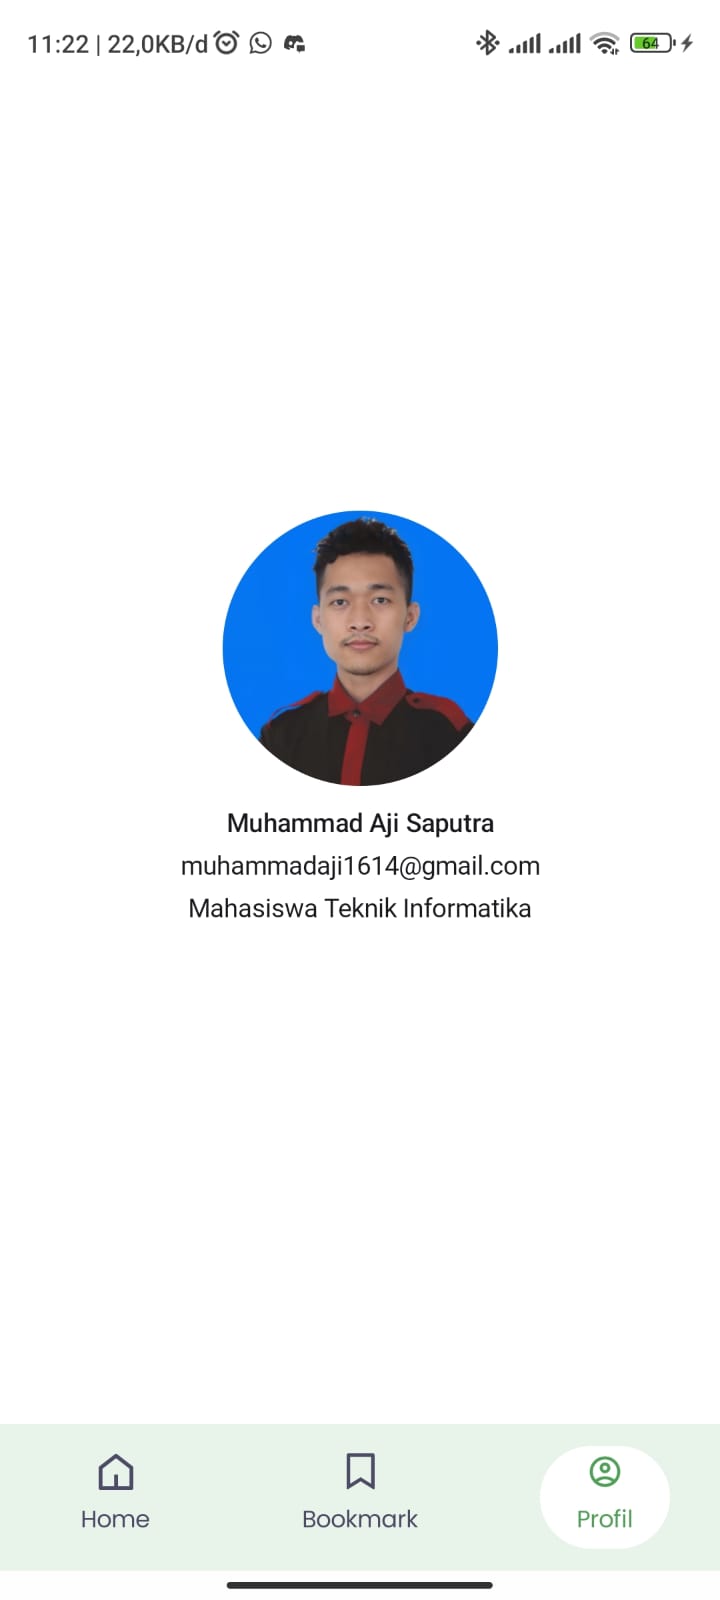 11:22 | 22,0KB/d
64
Muhammad Aji Saputra
muhammadaji1614@gmail.com
Mahasiswa Teknik Informatika
Home
Bookmark
Profil